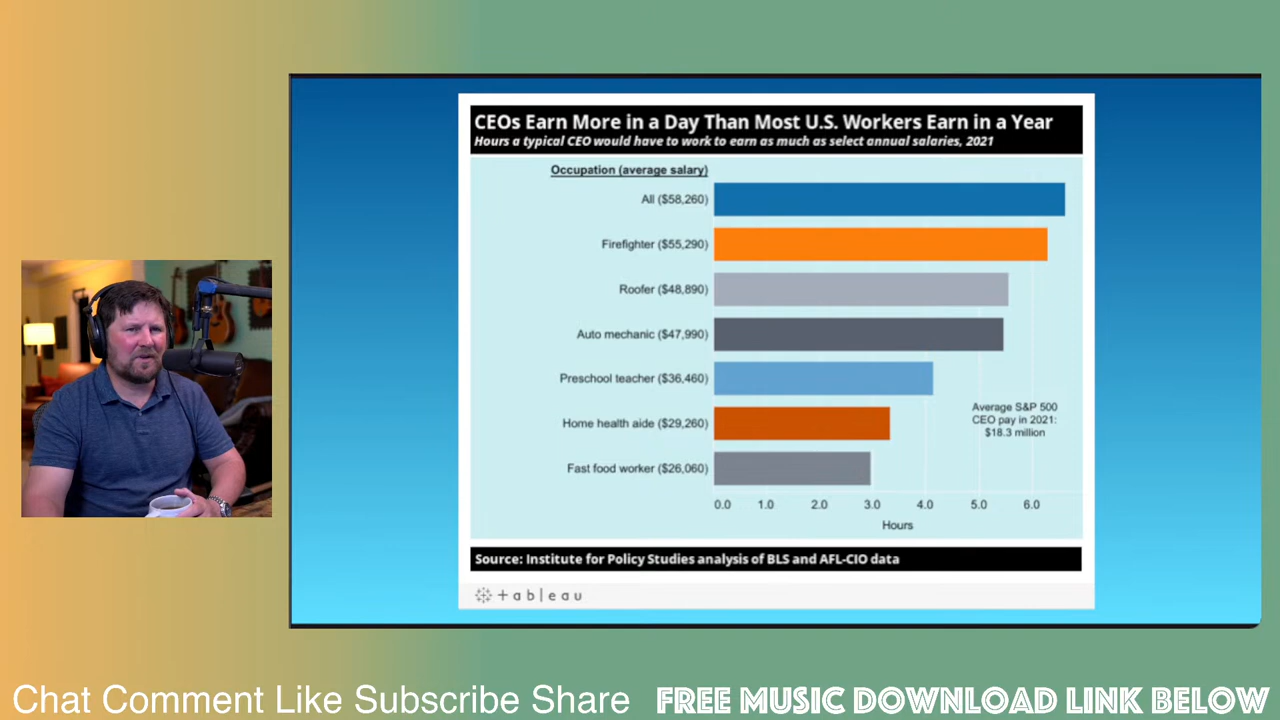 CEOs Earn More in a Day Than Most U.S. Workers Earn in a Year
Hours a typical CEO would have to work to earn as much as select annual salaries, 2021
Occupation (average salary)
All ($58,260)
Firefighter ($55,290)
Roofer ($48,890)
Auto mechanic ($47,990)
Preschool teacher ($36,460)
Home health aide ($29,260)
Fast food worker ($26,060)
Average S&P 500
CEO pay in 2021:
$18.3 million
0.0 1.0 2.0 3.0 4.0 5.0 6.0
Hours
Source: Institute for Policy Studies analysis of BLS and AFL-CIO data
+ableau
Chat Comment Like Subscribe Share FREE MUSIC DOWNLOAD LINK BELOW